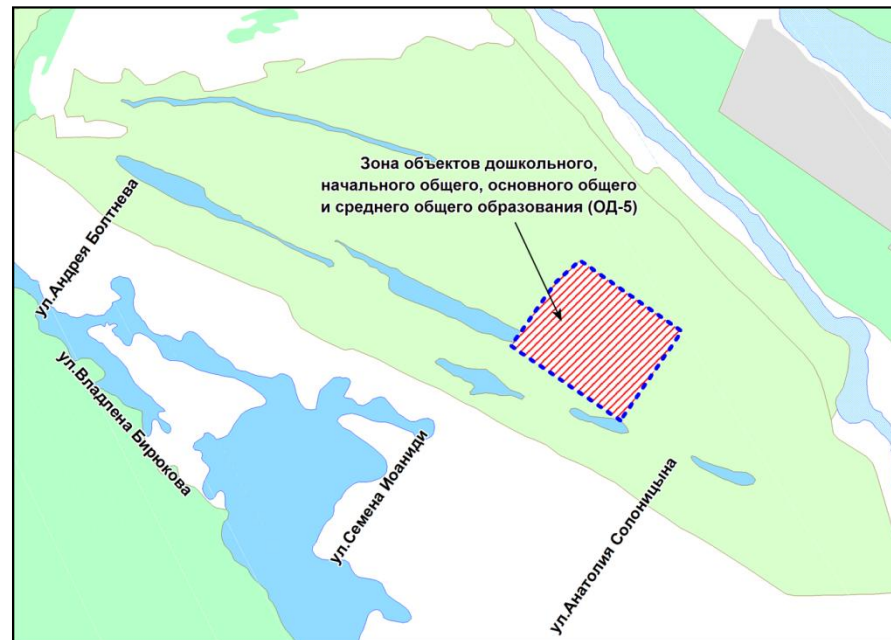 Зона объектов дошкольного,
начального общего, основного общего
и среднего общего образования (ОД-5)
ул.Андрея Болтнева
ул.Владлена Бирюкова
ул.Семена Иоаниди
ул.Анатолия Солоницына